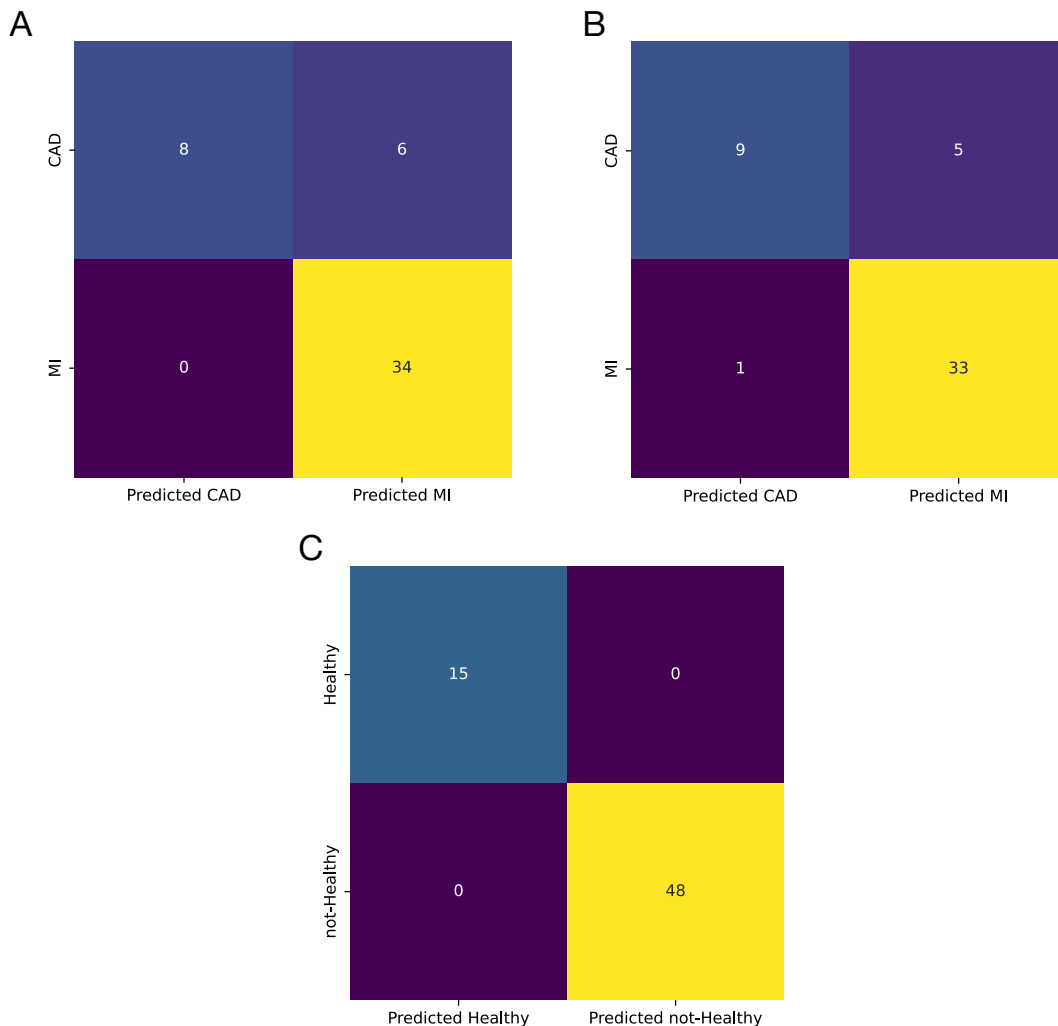 A
B
CAD
8
6
MI
0
34
Predicted CAD
Predicted MI
CAD
9
5
MI
1
33
Predicted CAD
Predicted MI
C
Healthy
15
0
not-Healthy
0
48
Predicted Healthy
Predicted not-Healthy